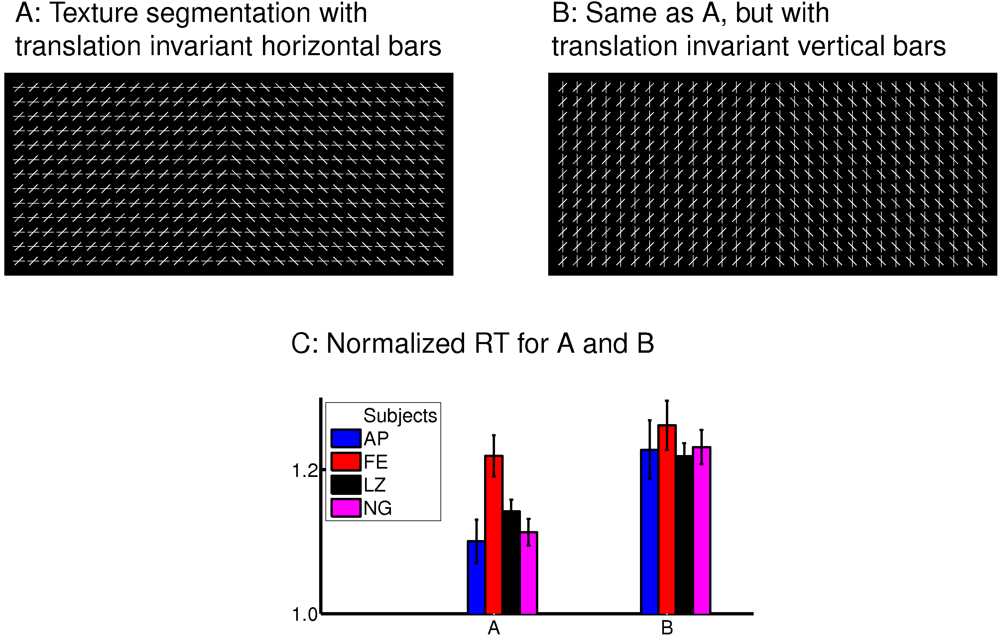 A: Texture segmentation with
translation invariant horizontal bars
B: Same as A, but with
translation invariant vertical bars
C: Normalized RT for A and B
Subjects
AP
FE
LZ
NG
1.2
1.0
A
B